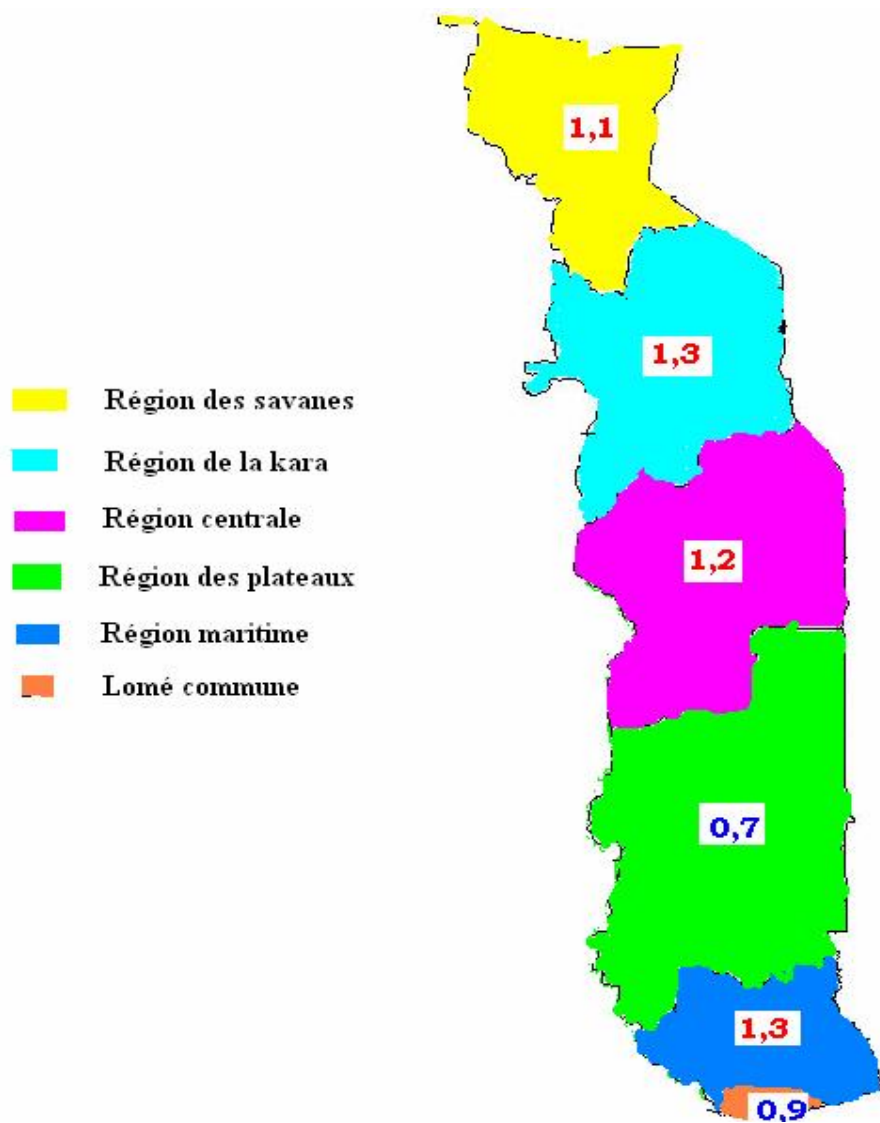 1,1
1,3
Région des savanes
Région de la kara
Région centrale
1,2
Région des plateaux
Région maritime
Lomé commune
0,7
1,3
0,9